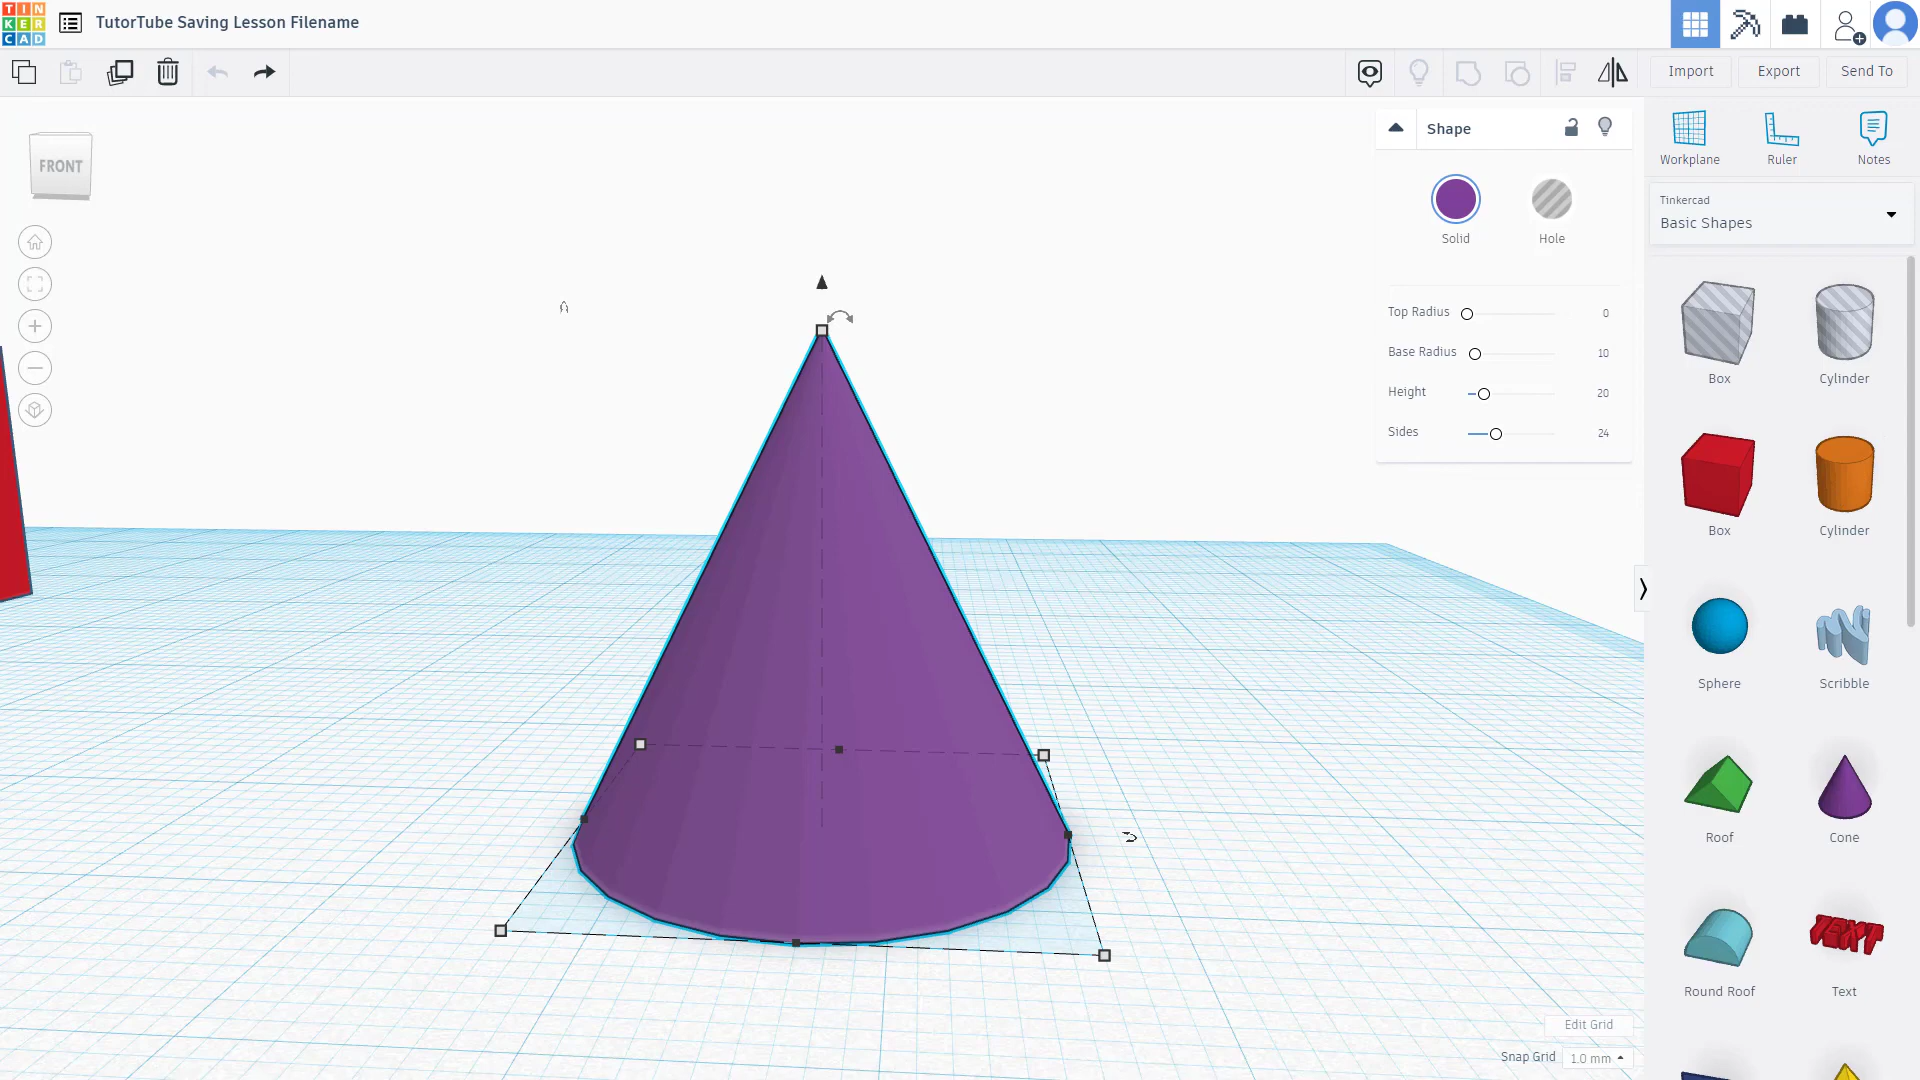 TIN
KER
CAD
TutorTube Saving Lesson Filename
Import
Export
Send To
FRONT
Shape
Solid
Hole
Top Radius 0
Base Radius 10
Height 20
Sides 24
Workplane
Ruler
Notes
Tinkercad
Basic Shapes
Box
Cylinder
Box
Cylinder
Sphere
Scribble
Roof
Cone
TEXT
Round Roof
Text
Edit Grid
Snap Grid 1.0 mm